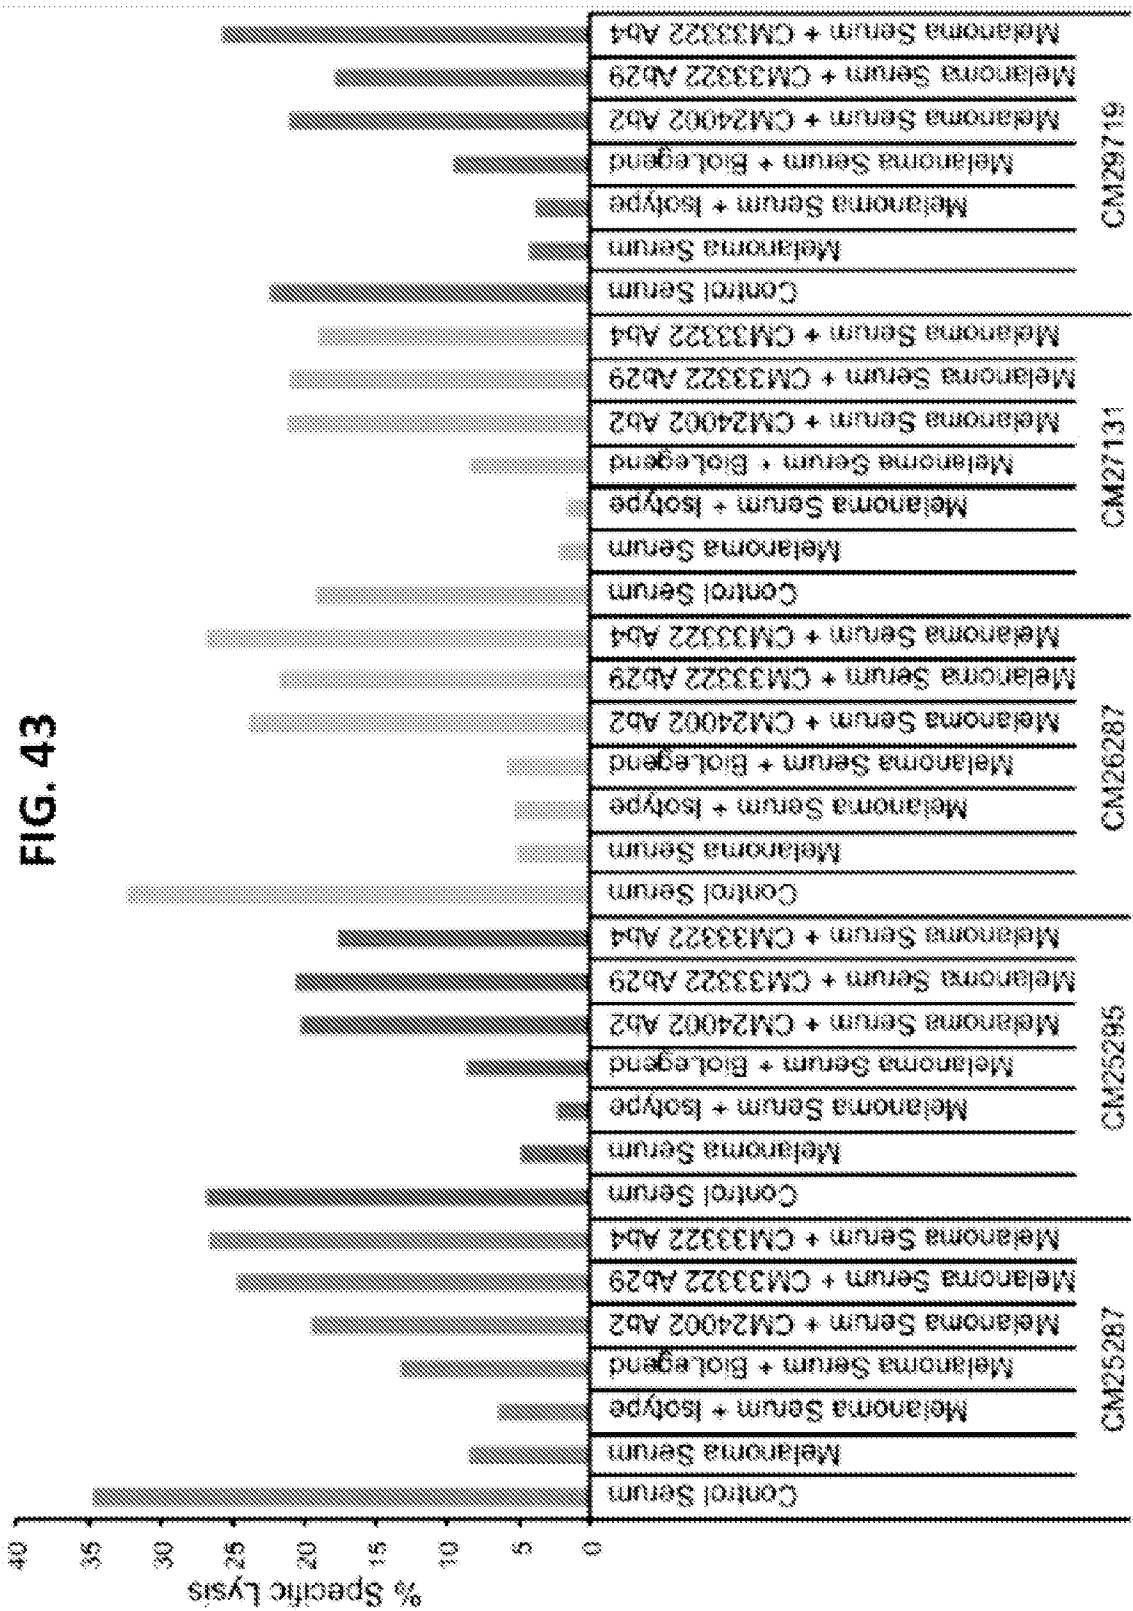 FIG. 43
% Specific Lysis
40
35
30
25
20
15
10
5
0
Control Serum
Melanoma Serum
Melanoma Serum + Isotype
Melanoma Serum + BioLegend
Melanoma Serum + CM24002 Ab2
Melanoma Serum + CM33322 Ab29
Melanoma Serum + CM33322 Ab4
CM25287
Control Serum
Melanoma Serum
Melanoma Serum + Isotype
Melanoma Serum + BioLegend
Melanoma Serum + CM24002 Ab2
Melanoma Serum + CM33322 Ab29
Melanoma Serum + CM33322 Ab4
CM25295
Control Serum
Melanoma Serum
Melanoma Serum + Isotype
Melanoma Serum + BioLegend
Melanoma Serum + CM24002 Ab2
Melanoma Serum + CM33322 Ab29
Melanoma Serum + CM33322 Ab4
CM26287
Control Serum
Melanoma Serum
Melanoma Serum + Isotype
Melanoma Serum + BioLegend
Melanoma Serum + CM24002 Ab2
Melanoma Serum + CM33322 Ab29
Melanoma Serum + CM33322 Ab4
CM27131
Control Serum
Melanoma Serum
Melanoma Serum + Isotype
Melanoma Serum + BioLegend
Melanoma Serum + CM24002 Ab2
Melanoma Serum + CM33322 Ab29
Melanoma Serum + CM33322 Ab4
CM29719